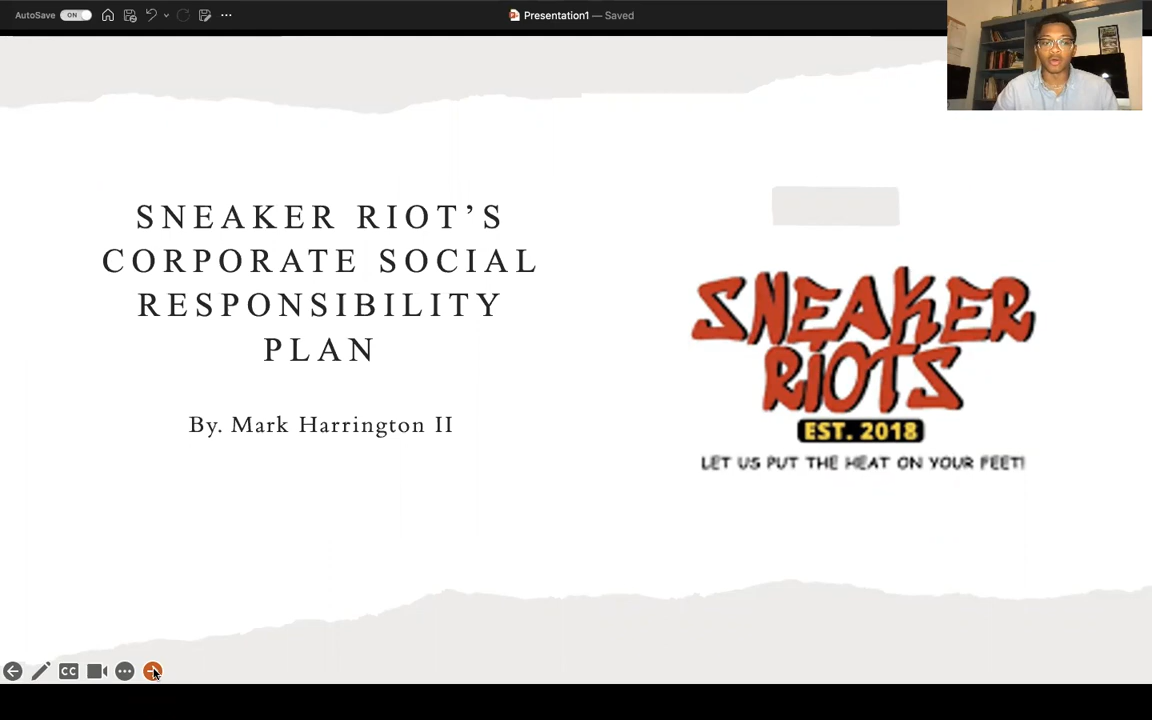 AutoSave ON
Presentation1 — Saved
SNEAKER RIOT’S
CORPORATE SOCIAL
RESPONSIBILITY
PLAN
By. Mark Harrington II
SNEAKER
RIOTS
EST. 2018
LET US PUT THE HEAT ON YOUR FEET!
CC